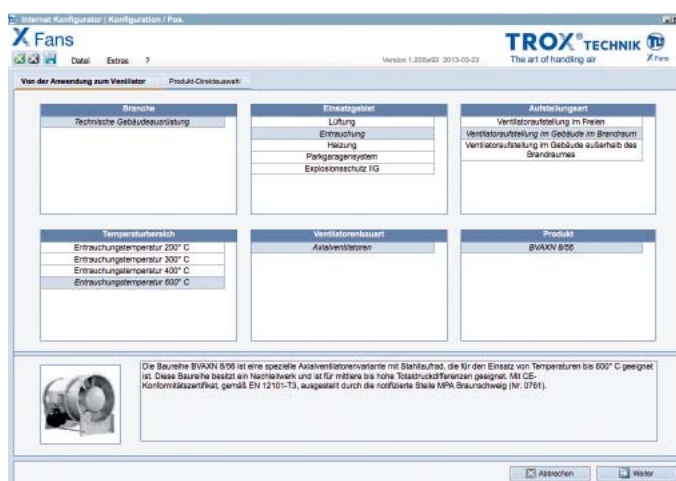 Internet Konfigurator | Konfiguration / Pos.
X Fans
TROX® TECHNIK
The art of handling air
X Fans
Datei Extras ?
Version 1.205w02 2013-05-22
Von der Anwendung zum Ventilator Produkt-Direktauswahl
Branche
Technische Gebäudeausrüstung
Einsatzgebiet
Lüftung
Entrauchung
Heizung
Parkgaragensystem
Explosionsschutz IIG
Aufstellungsart
Ventilatoraufstellung im Freien
Ventilatoraufstellung im Gebäude im Brandraum
Ventilatoraufstellung im Gebäude außerhalb des
Brandraumes
Temperaturbereich
Entrauchungstemperatur 200° C
Entrauchungstemperatur 300° C
Entrauchungstemperatur 400° C
Entrauchungstemperatur 600° C
Ventilatorenbauart
Axialventilatoren
Produkt
BVAXN 8/56
Die Baureihe BVAXN 8/56 ist eine spezielle Axialventilatorenvariante mit Stahllaufrad, die für den Einsatz von Temperaturen bis 600° C geeignet
ist. Diese Baureihe besitzt ein Nachleitwerk und ist für mittlere bis hohe Totaldruckdifferenzen geeignet. Mit CE-
Konformitätszertifikat, gemäß EN 12101-T3, ausgestellt durch die notifizierte Stelle MPA Braunschweig (Nr. 0761).
Abbrechen
Weiter